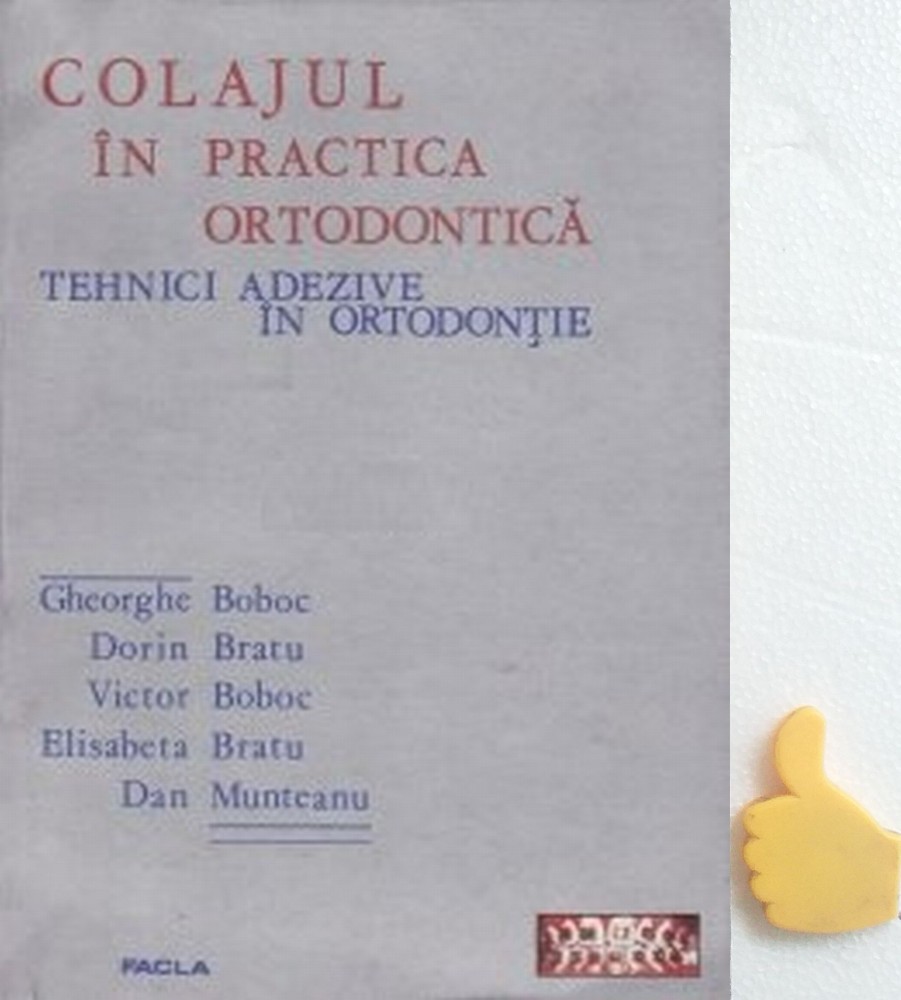 COLAJUL
ÎN PRACTICA
ORTODONTICĂ
TEHNICI ADEZIVE
ÎN ORTODONŢIE
Gheorghe Boboc
Dorin Bratu
Victor Boboc
Elisabeta Bratu
Dan Munteanu
FACLA